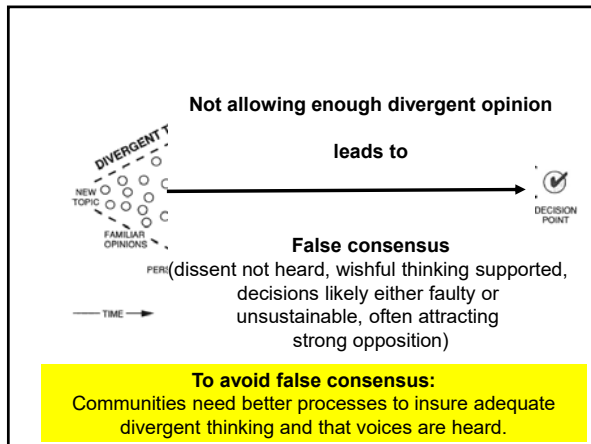 Not allowing enough divergent opinion
leads to
DIVERGENT T
NEW
TOPIC
FAMILIAR
OPINIONS
DECISION
POINT
False consensus
PERS
(dissent not heard, wishful thinking supported,
decisions likely either faulty or
unsustainable, often attracting
strong opposition)
TIME
To avoid false consensus:
Communities need better processes to insure adequate
divergent thinking and that voices are heard.